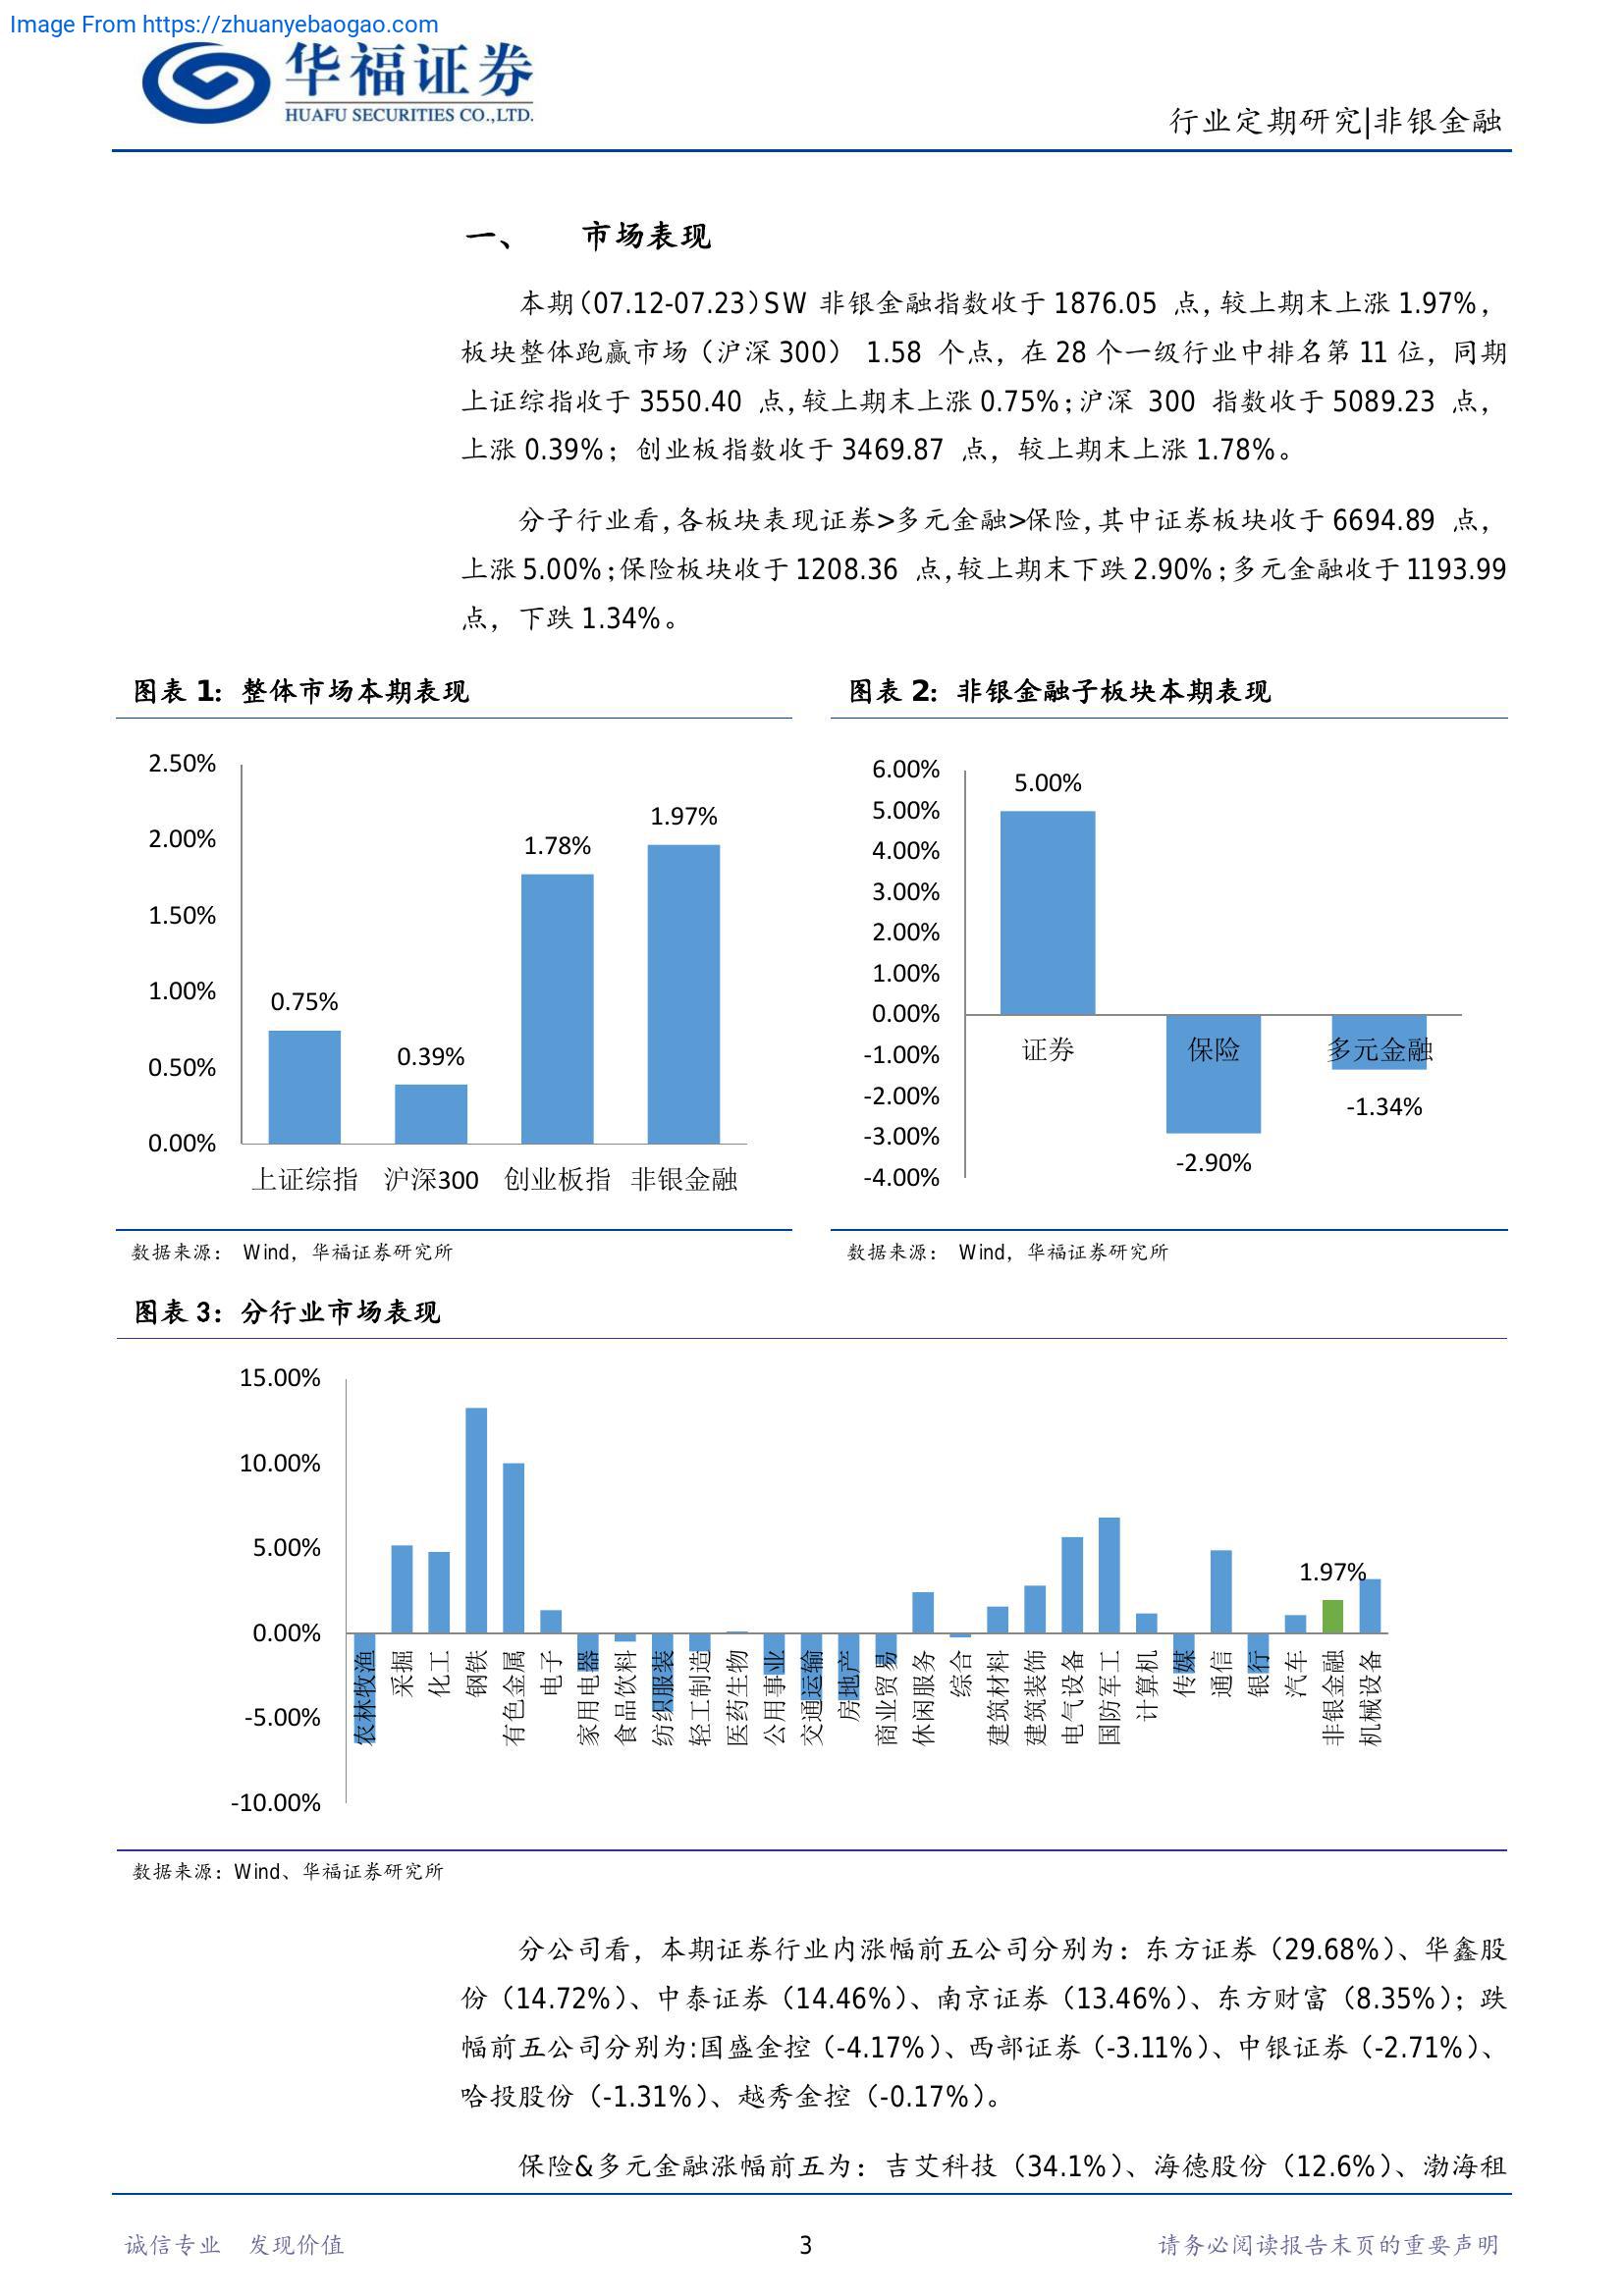 Image From https://zhuanyebaogao.com
华福证券
HUAFU SECURITIES CO.,LTD.
行业定期研究|非银金融
一、 市场表现
本期(07.12-07.23)SW 非银金融指数收于 1876.05 点,较上期末上涨 1.97%,
板块整体跑赢市场（沪深 300） 1.58 个点，在 28 个一级行业中排名第 11 位，同期
上证综指收于 3550.40 点,较上期末上涨 0.75%;沪深 300 指数收于 5089.23 点，
上涨 0.39%；创业板指数收于 3469.87 点，较上期末上涨 1.78%。
分子行业看,各板块表现证券>多元金融>保险,其中证券板块收于 6694.89 点，
上涨 5.00%;保险板块收于 1208.36 点,较上期末下跌 2.90%;多元金融收于 1193.99
点，下跌 1.34%。
图表 1：整体市场本期表现
2.50%
2.00%
1.50%
1.00%
0.50%
0.00%
0.75%
0.39%
1.78%
1.97%
上证综指 沪深300 创业板指 非银金融
数据来源： Wind，华福证券研究所
图表 2：非银金融子板块本期表现
6.00%
5.00%
4.00%
3.00%
2.00%
1.00%
0.00%
-1.00%
-2.00%
-3.00%
-4.00%
5.00%
证券 保险 多元金融
-2.90%
-1.34%
数据来源： Wind，华福证券研究所
图表 3：分行业市场表现
15.00%
10.00%
5.00%
0.00%
-5.00%
-10.00%
1.97%
农林牧渔
采掘
化工
钢铁
有色金属
电子
家用电器
食品饮料
纺织服装
轻工制造
医药生物
公用事业
交通运输
房地产
商业贸易
休闲服务
综合
建筑材料
建筑装饰
电气设备
国防军工
计算机
传媒
通信
银行
汽车
非银金融
机械设备
数据来源：Wind、华福证券研究所
分公司看，本期证券行业内涨幅前五公司分别为：东方证券（29.68%）、华鑫股
份（14.72%）、中泰证券（14.46%）、南京证券（13.46%）、东方财富（8.35%）；跌
幅前五公司分别为:国盛金控（-4.17%）、西部证券（-3.11%）、中银证券（-2.71%）、
哈投股份（-1.31%）、越秀金控（-0.17%）。
保险&多元金融涨幅前五为：吉艾科技（34.1%）、海德股份（12.6%）、渤海租
诚信专业 发现价值
3
请务必阅读报告末页的重要声明